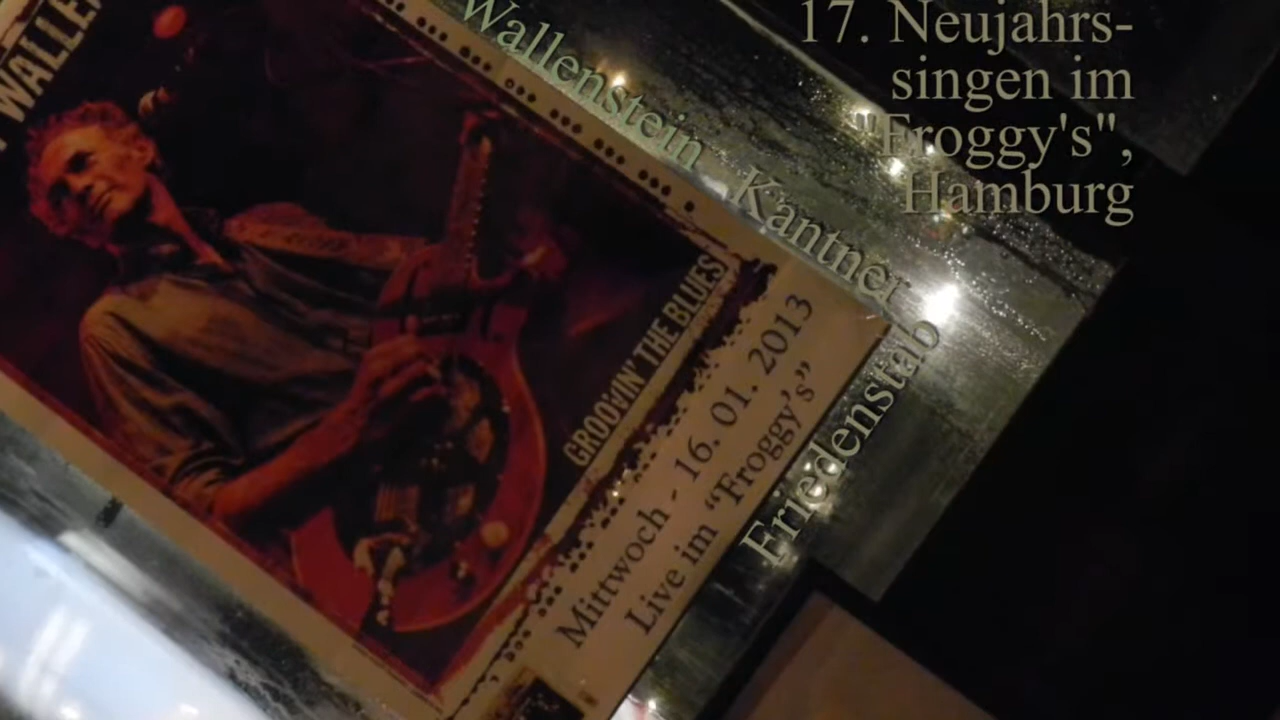 WALLE
Wallenstein Kantner
Friedenstab
17. Neujahrs-
singen im
"Froggy's",
Hamburg
GROOVIN' THE BLUES
Mittwoch - 16. 01. 2013
Live im “Froggy’s”